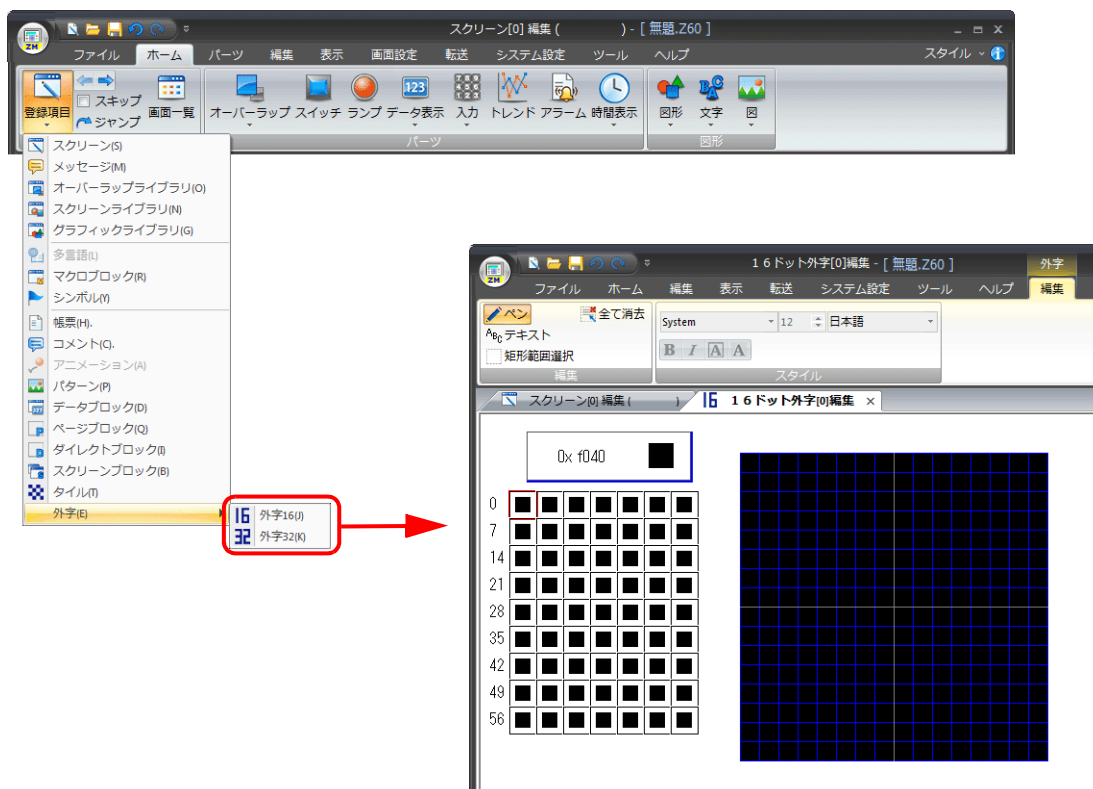 スクリーン[0] 編集 ( ) - [ 無題.Z60 ]
ZM
ファイル ホーム パーツ 編集 表示 画面設定 転送 システム設定 ツール ヘルプ スタイル
登録項目 スキップ ジャンプ 画面一覧 オーバーラップ スイッチ ランプ データ表示 入力 トレンド アラーム 時間表示 図形 文字 図
123
パーツ 図形
スクリーン(S)
メッセージ(M)
オーバーラップライブラリ(O)
スクリーンライブラリ(N)
グラフィックライブラリ(G)
多言語(L)
マクロブロック(R)
シンボル(Y)
帳票(H).
コメント(C).
アニメーション(A)
パターン(P)
データブロック(D)
ページブロック(Q)
ダイレクトブロック(I)
スクリーンブロック(B)
タイル(T)
外字(E)
16 外字16(J)
32 外字32(K)
16ドット外字[0]編集 - [ 無題.Z60 ] 外字
ZM
ファイル ホーム 編集 表示 転送 システム設定 ツール ヘルプ 編集
ペン 全て消去 System 12 日本語
ABC テキスト
矩形範囲選択 B I A A
編集 スタイル
スクリーン[0] 編集 ( ) 16 16ドット外字[0]編集 ×
0x f040
0
7
14
21
28
35
42
49
56